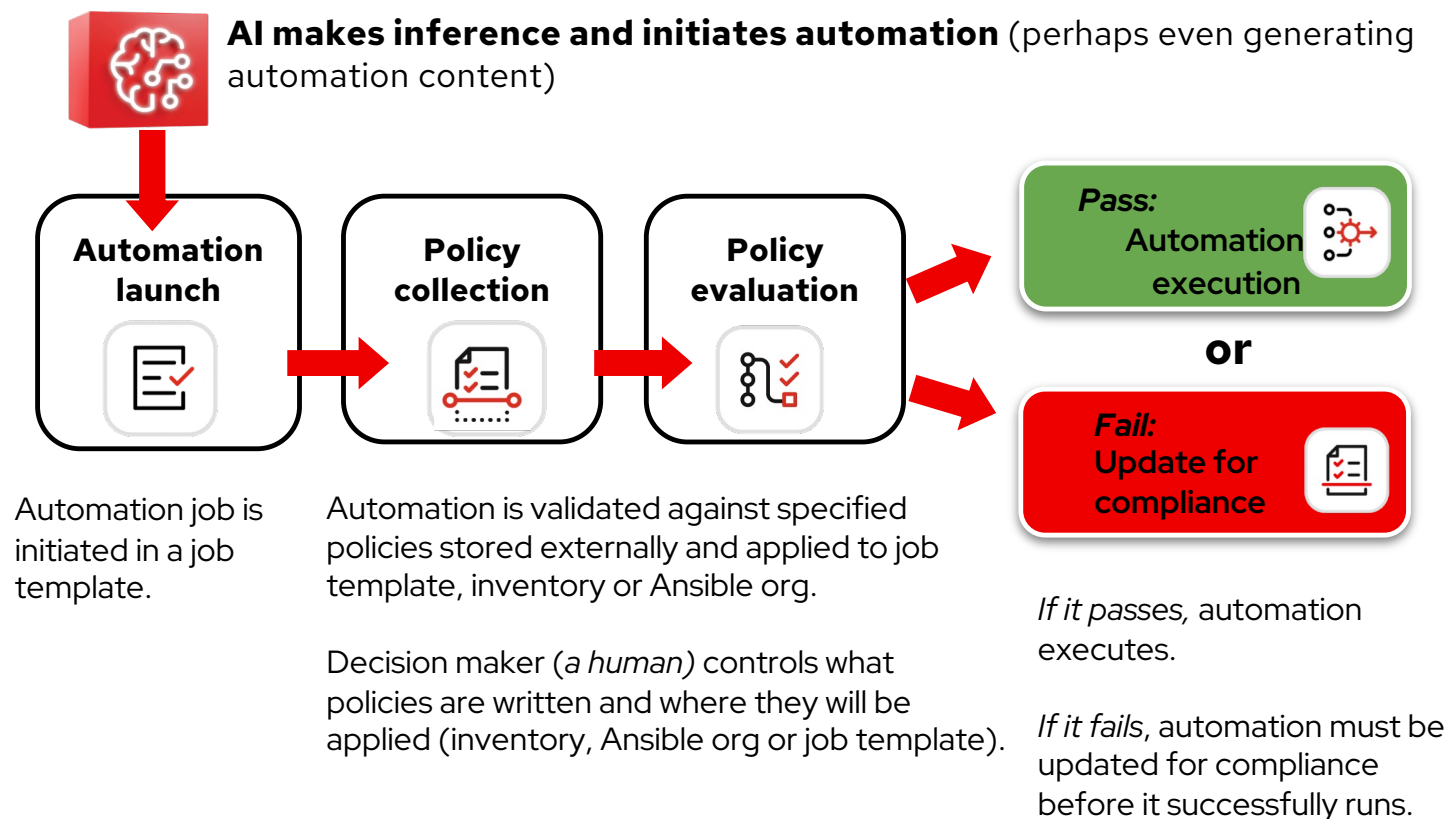 AI makes inference and initiates automation (perhaps even generating
automation content)
Automation
launch
Policy
collection
Policy
evaluation
Pass:
Automation
execution
or
Fail:
Update for
compliance
Automation job is
initiated in a job
template.
Automation is validated against specified
policies stored externally and applied to job
template, inventory or Ansible org.
Decision maker (a human) controls what
policies are written and where they will be
applied (inventory, Ansible org or job template).
If it passes, automation
executes.
If it fails, automation must be
updated for compliance
before it successfully runs.